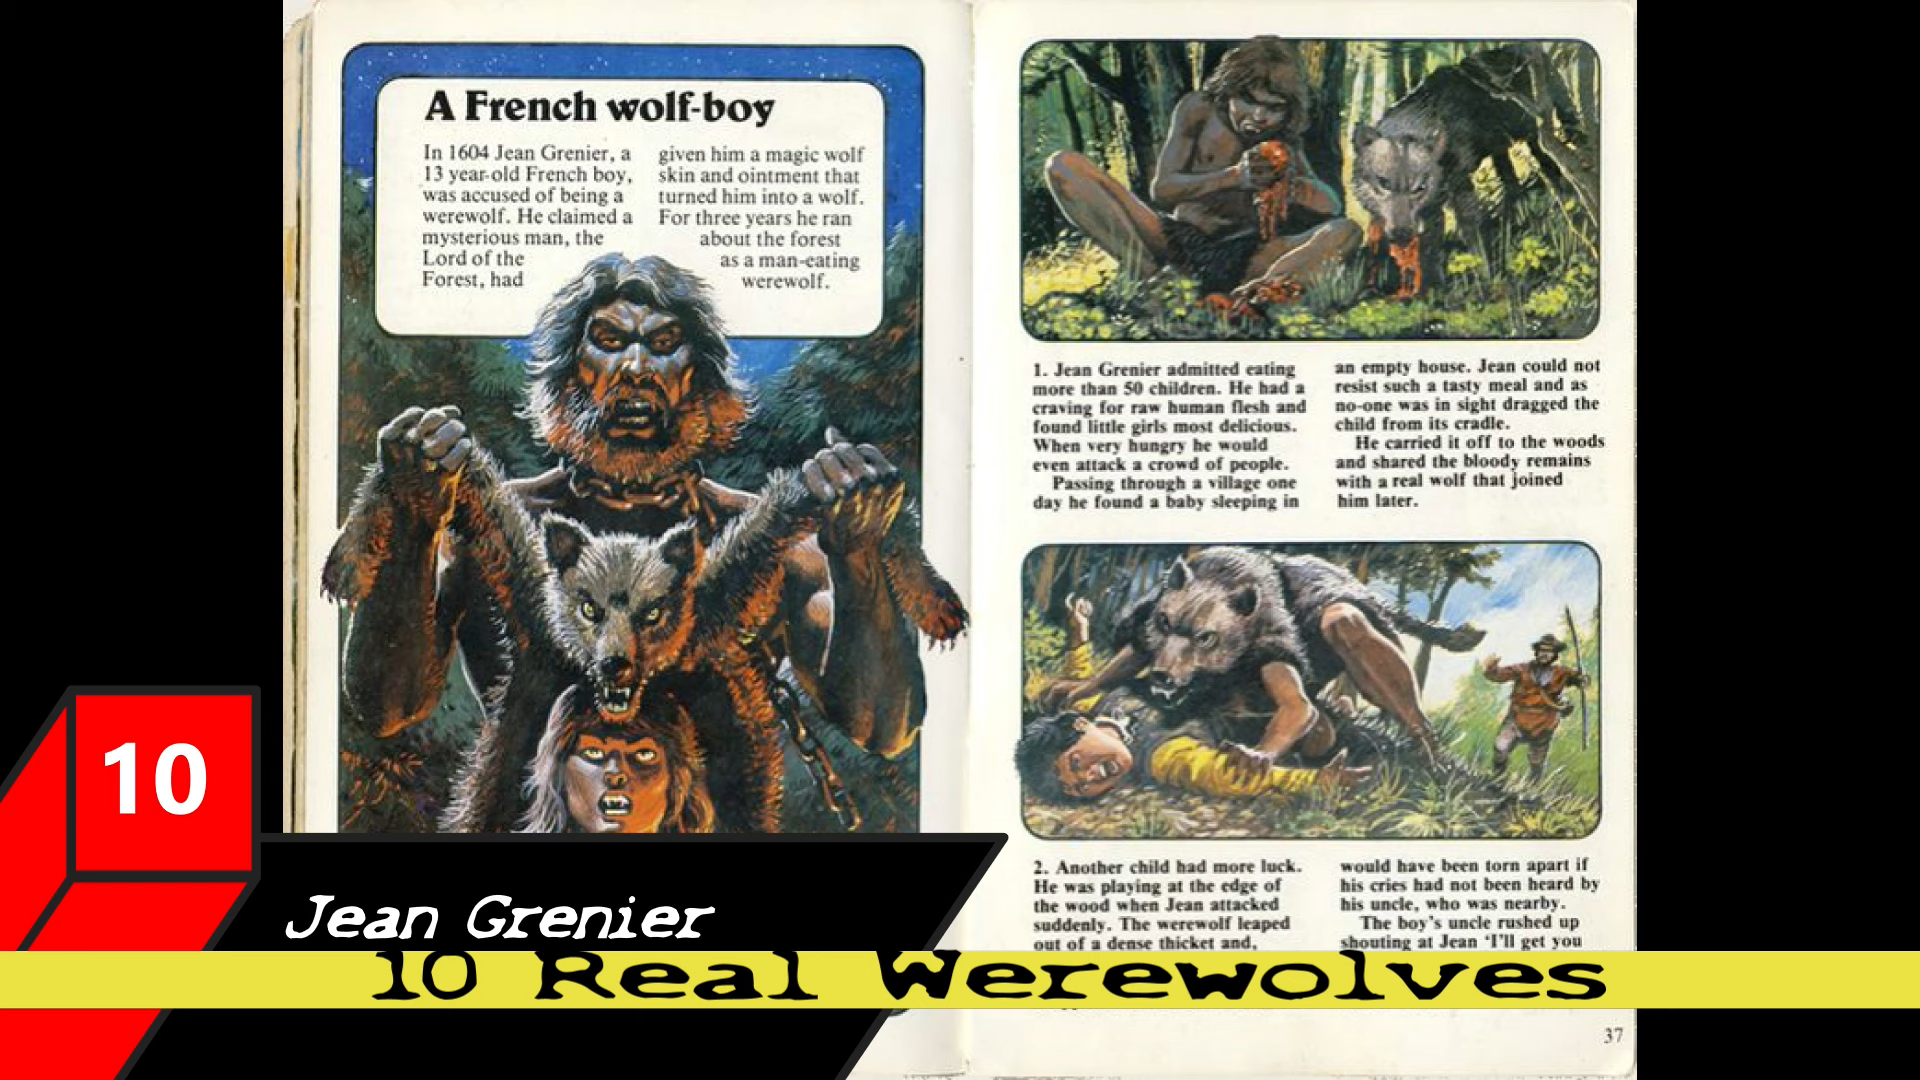 A French wolf-boy
In 1604 Jean Grenier, a
13 year-old French boy,
was accused of being a
werewolf. He claimed a
mysterious man, the
Lord of the
Forest, had
given him a magic wolf
skin and ointment that
turned him into a wolf.
For three years he ran
about the forest
as a man-eating
werewolf.
1. Jean Grenier admitted eating
more than 50 children. He had a
craving for raw human flesh and
found little girls most delicious.
When very hungry he would
even attack a crowd of people.
Passing through a village one
day he found a baby sleeping in
an empty house. Jean could not
resist such a tasty meal and as
no-one was in sight dragged the
child from its cradle.
He carried it off to the woods
and shared the bloody remains
with a real wolf that joined
him later.
2. Another child had more luck.
He was playing at the edge of
the wood when Jean attacked
suddenly. The werewolf leaped
out of a dense thicket and,
would have been torn apart if
his cries had not been heard by
his uncle, who was nearby.
The boy's uncle rushed up
shouting at Jean 'I'll get you
37
10
Jean Grenier
10 Real Werewolves